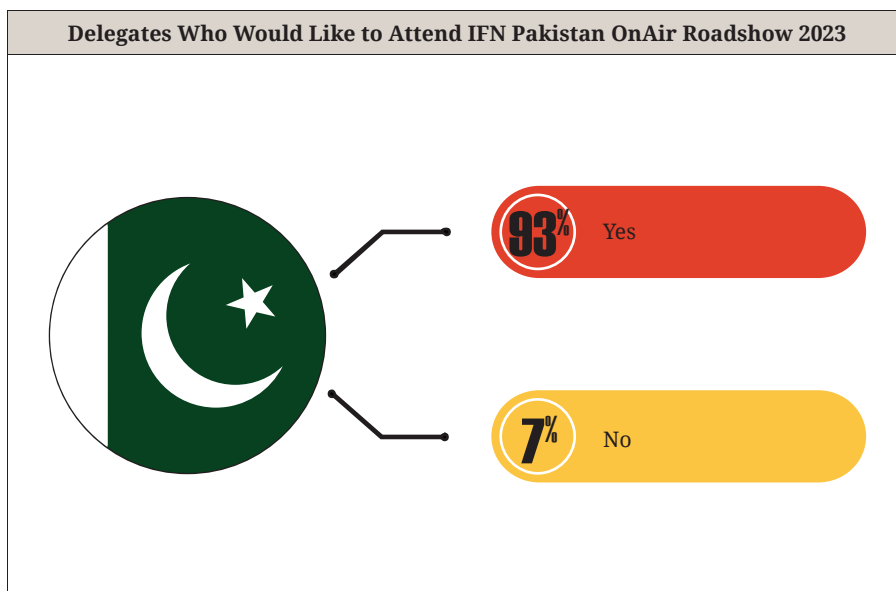 Delegates Who Would Like to Attend IFN Pakistan OnAir Roadshow 2023
93% Yes
7% No